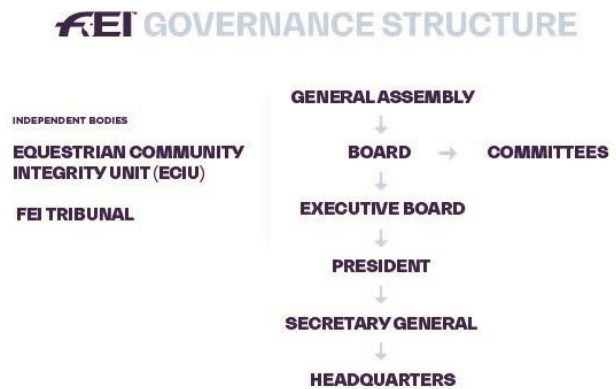 FEI GOVERNANCE STRUCTURE
INDEPENDENT BODIES
EQUESTRIAN COMMUNITY
INTEGRITY UNIT (ECIU)
FEI TRIBUNAL
GENERAL ASSEMBLY
BOARD → COMMITTEES
EXECUTIVE BOARD
PRESIDENT
SECRETARY GENERAL
HEADQUARTERS